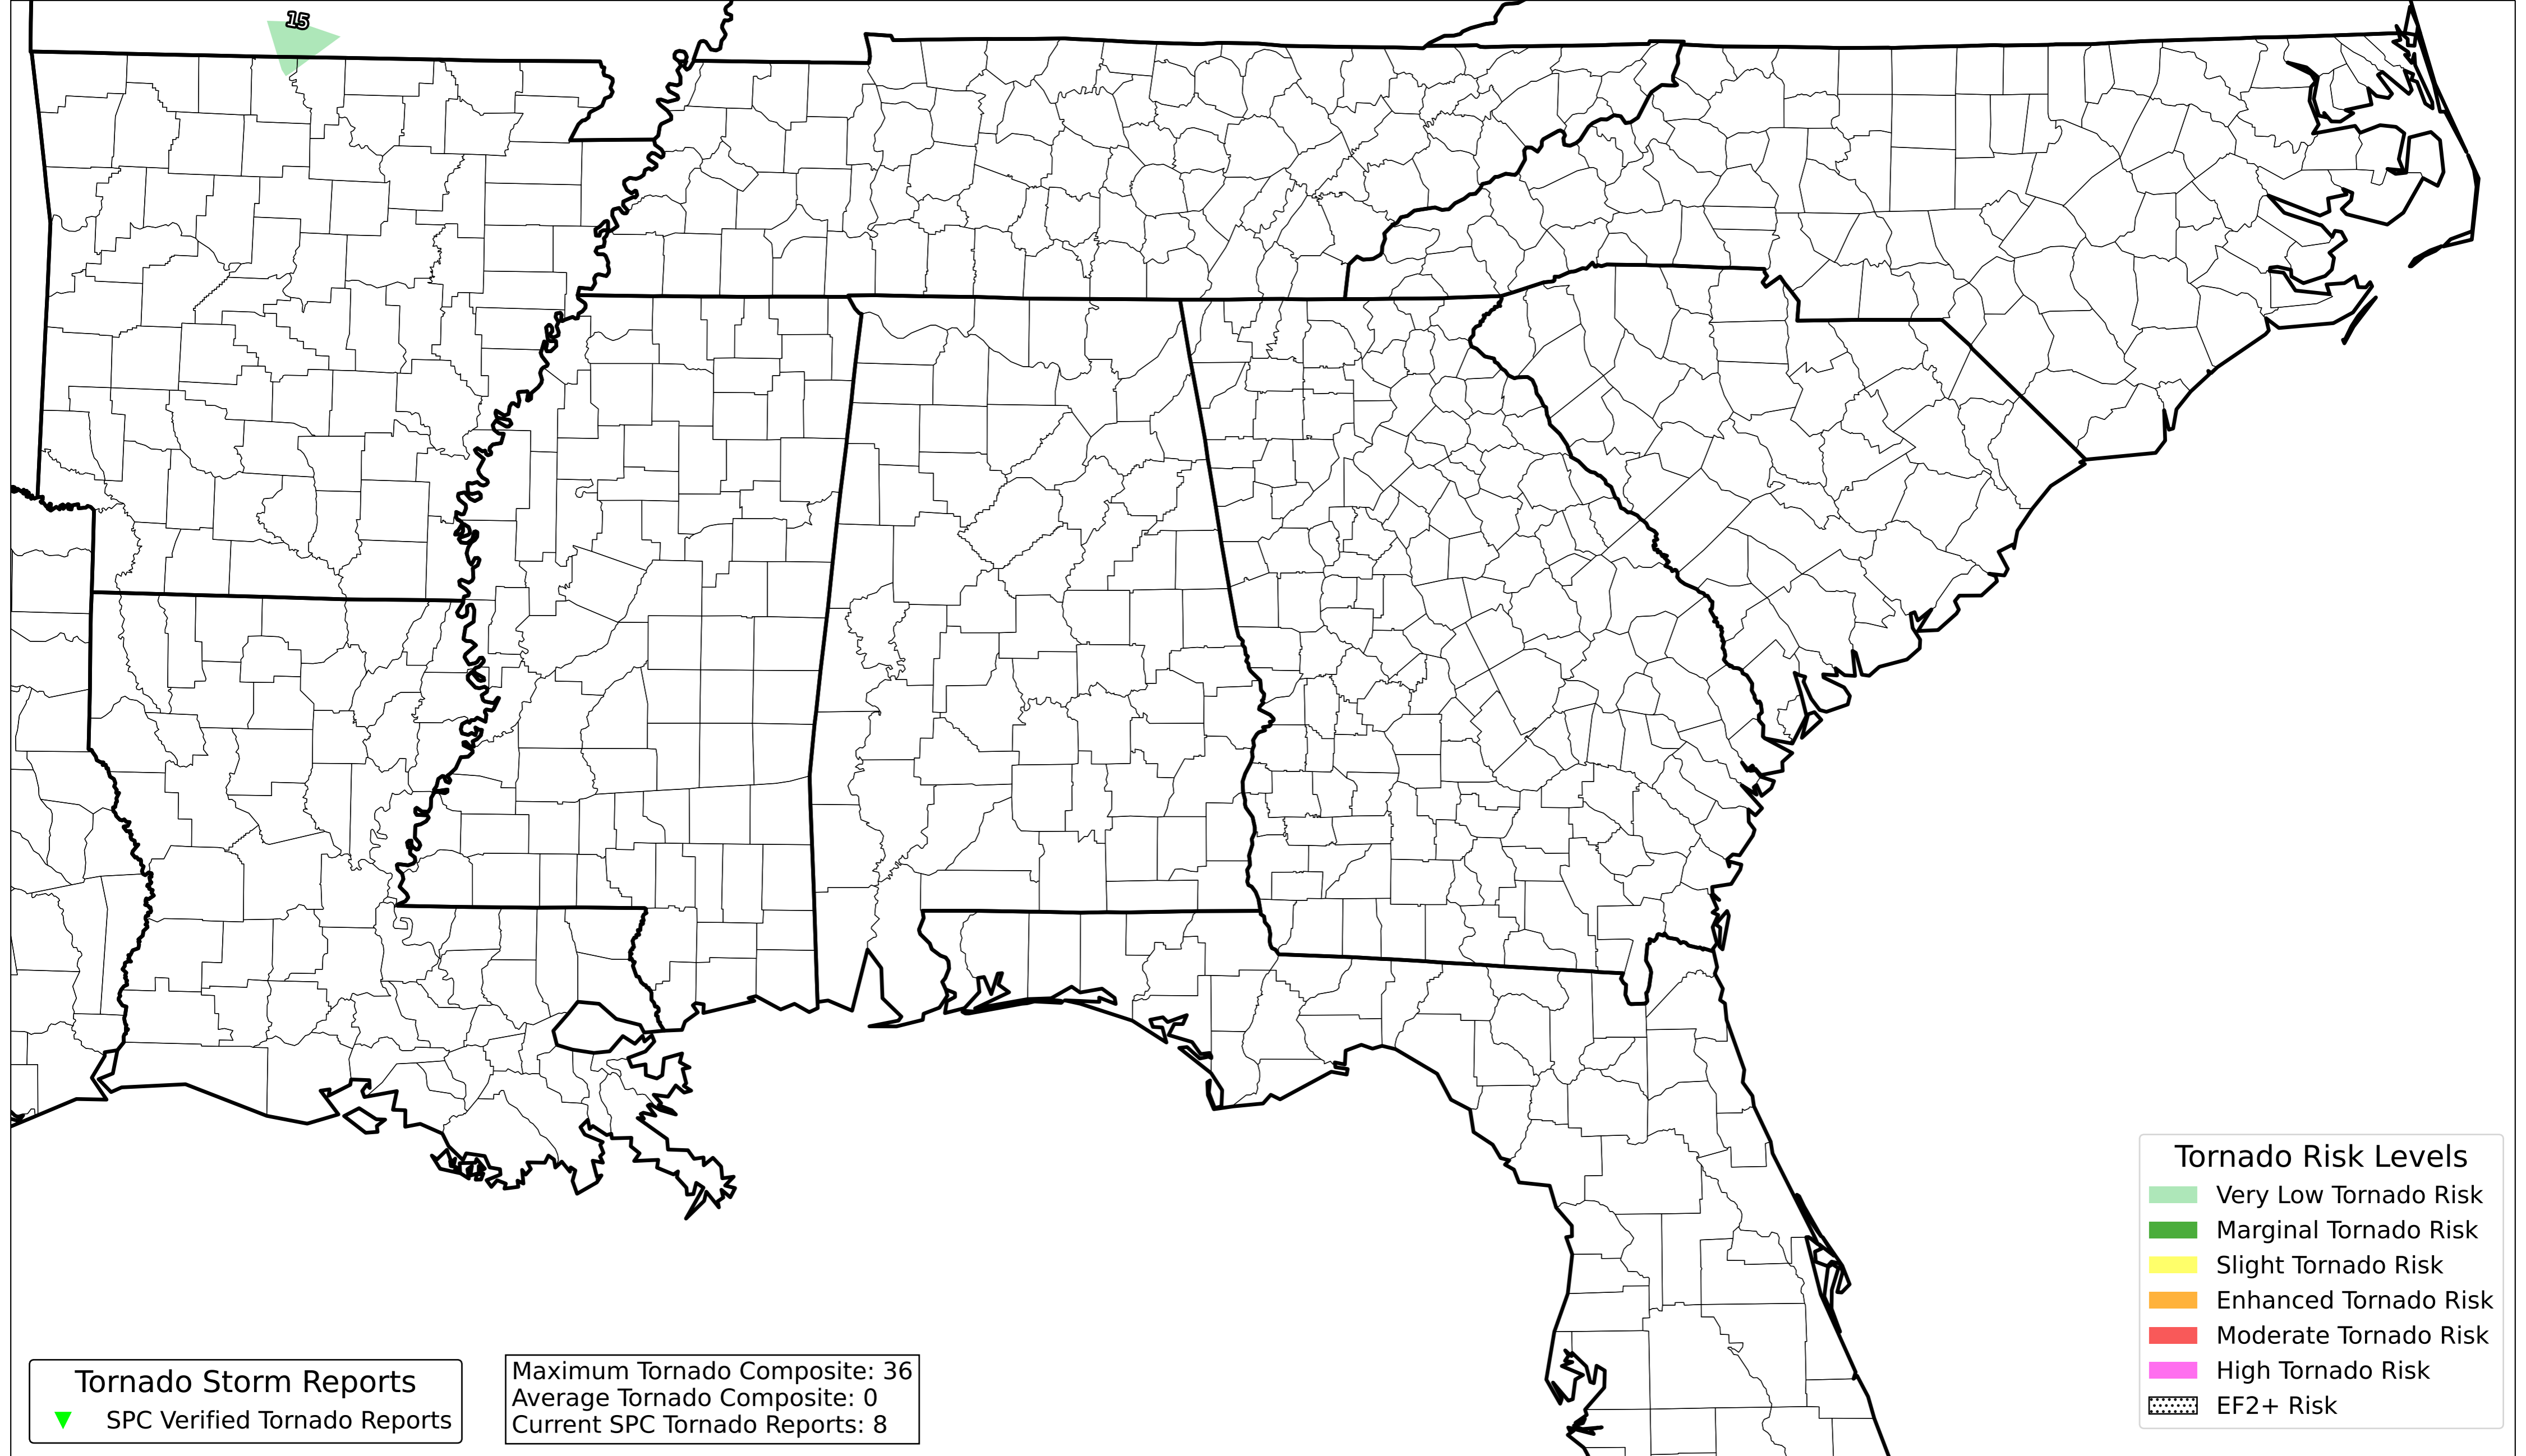 15
Tornado Risk Levels
Very Low Tornado Risk
Marginal Tornado Risk
Slight Tornado Risk
Enhanced Tornado Risk
Moderate Tornado Risk
High Tornado Risk
EF2+ Risk
Tornado Storm Reports
SPC Verified Tornado Reports
Maximum Tornado Composite: 36
Average Tornado Composite: 0
Current SPC Tornado Reports: 8